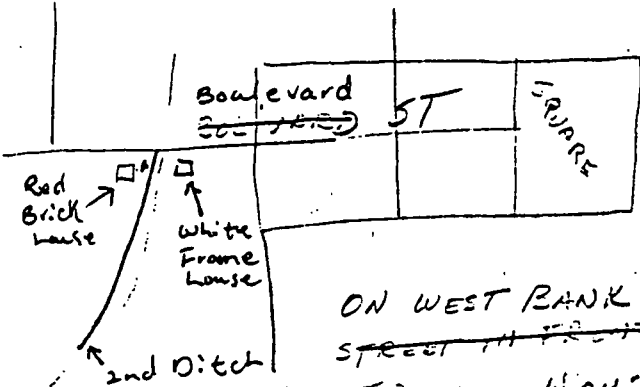 Boulevard
ST
SQUARE
Red
Brick
house
White
Frame
house
2nd Ditch
ON WEST BANK